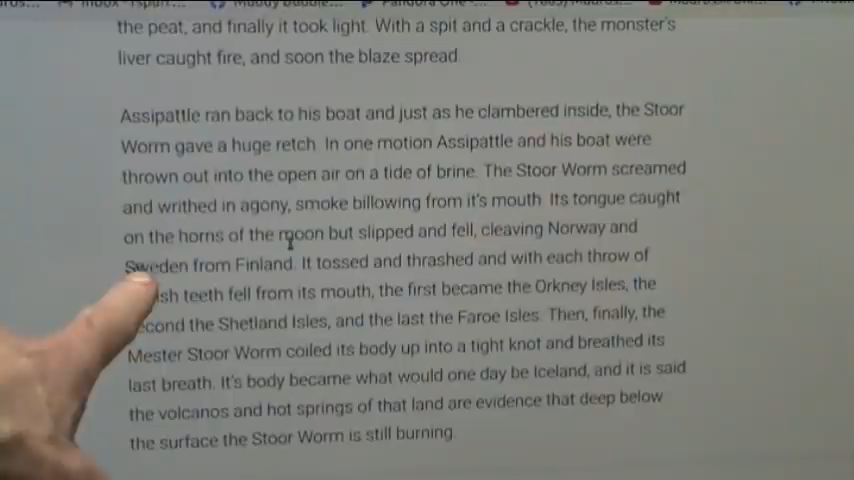 the peat, and finally it took light. With a spit and a crackle, the monster's
liver caught fire, and soon the blaze spread.
Assipattle ran back to his boat and just as he clambered inside, the Stoor
Worm gave a huge retch. In one motion Assipattle and his boat were
thrown out into the open air on a tide of brine. The Stoor Worm screamed
and writhed in agony, smoke billowing from it's mouth. Its tongue caught
on the horns of the moon but slipped and fell, cleaving Norway and
Sweden from Finland. It tossed and thrashed and with each throw of
teeth fell from its mouth, the first became the Orkney Isles, the
second the Shetland Isles, and the last the Faroe Isles. Then, finally, the
Mester Stoor Worm coiled its body up into a tight knot and breathed its
last breath. It's body became what would one day be Iceland, and it is said
the volcanos and hot springs of that land are evidence that deep below
the surface the Stoor Worm is still burning.